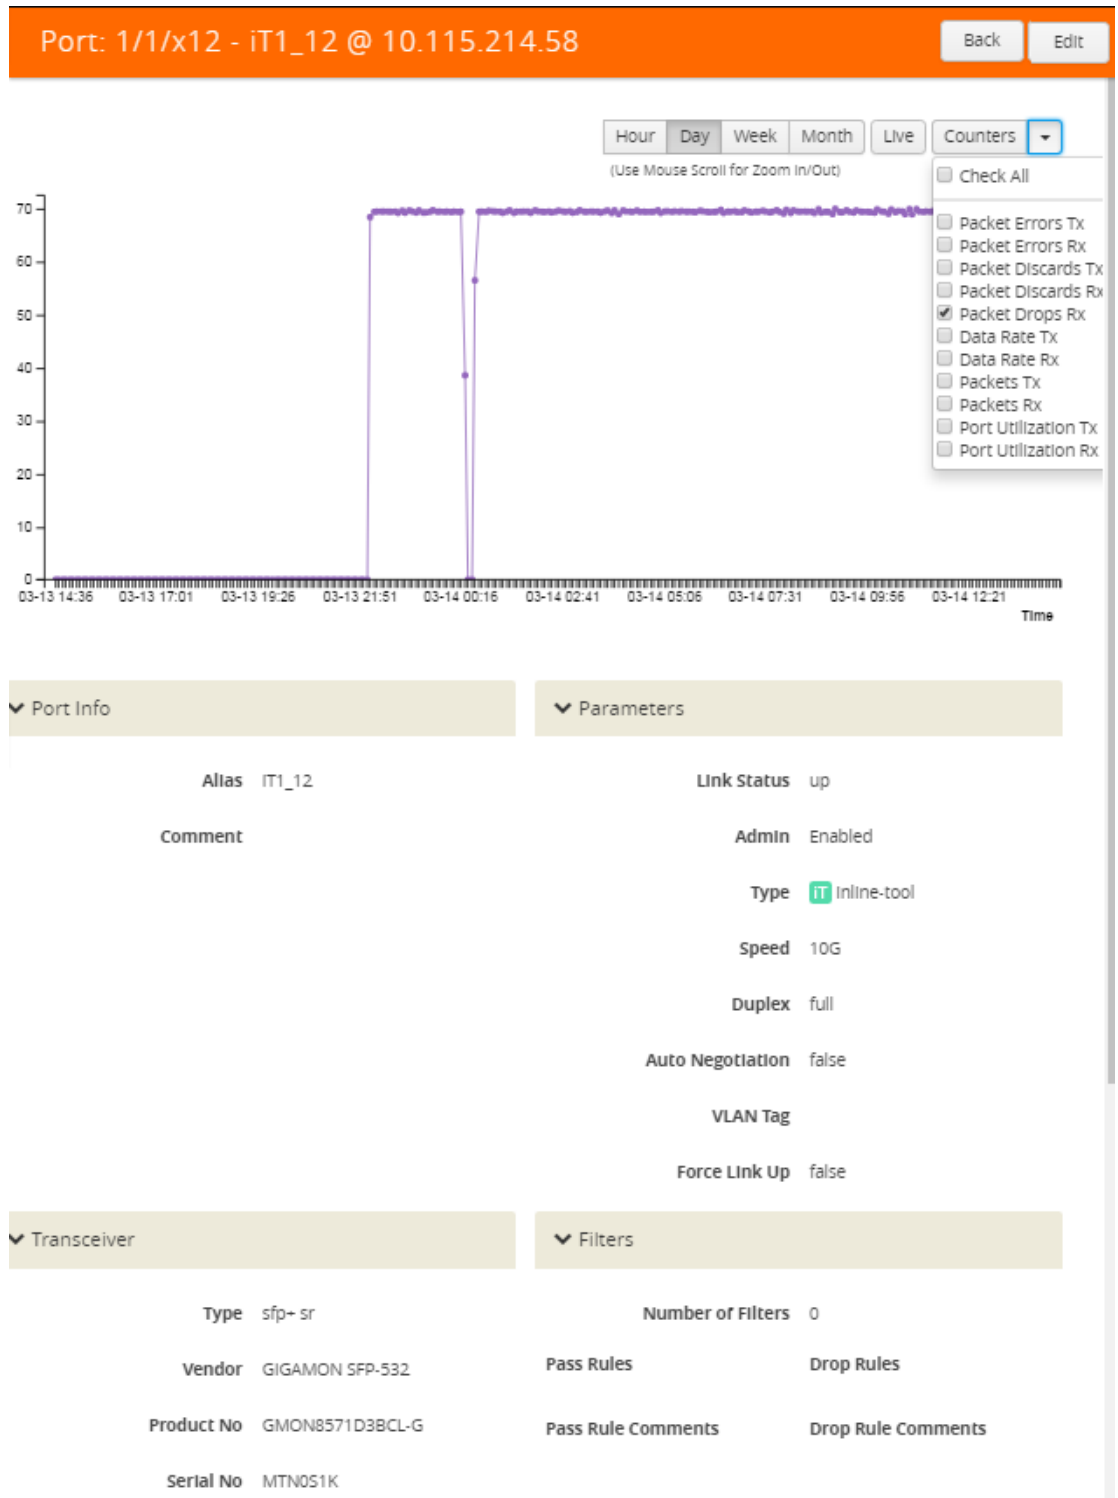 Port: 1/1/x12 - iT1_12 @ 10.115.214.58
Back
Edit
Hour
Day
Week
Month
Live
Counters
(Use Mouse Scroll for Zoom In/Out)
Check All
Packet Errors Tx
Packet Errors Rx
Packet Discards Tx
Packet Discards Rx
Packet Drops Rx
Data Rate Tx
Data Rate Rx
Packets Tx
Packets Rx
Port Utilization Tx
Port Utilization Rx
70
60
50
40
30
20
10
0
03-13 14:36
03-13 17:01
03-13 19:26
03-13 21:51
03-14 00:16
03-14 02:41
03-14 05:06
03-14 07:31
03-14 09:56
03-14 12:21
Time
Port Info
Alias IT1_12
Comment
Parameters
Link Status up
Admin Enabled
Type iT Inline-tool
Speed 10G
Duplex full
Auto Negotiation false
VLAN Tag
Force Link Up false
Transceiver
Type sfp+ sr
Vendor GIGAMON SFP-532
Product No GMON8571D3BCL-G
Serial No MTN0S1K
Filters
Number of Filters 0
Pass Rules
Drop Rules
Pass Rule Comments
Drop Rule Comments